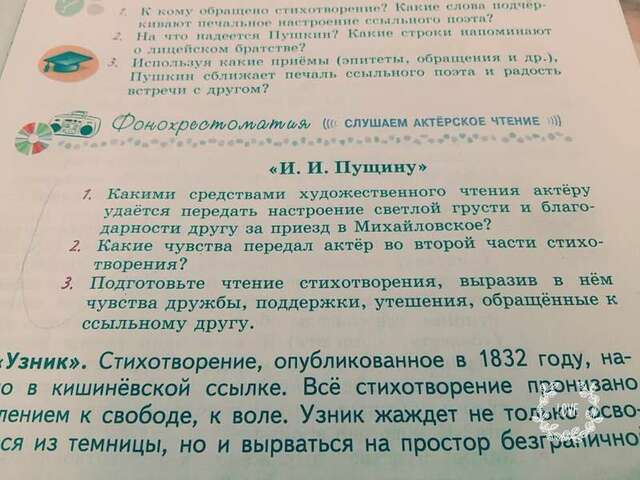 1. К кому обращено стихотворение? Какие слова подчёр-
кивают печальное настроение ссыльного поэта?
2. На что надеется Пушкин? Какие строки напоминают
о лицейском братстве?
3. Используя какие приёмы (эпитеты, обращения и др.),
Пушкин сближает печаль ссыльного поэта и радость
встречи с другом?
Фонохрестоматия ((( СЛУШАЕМ АКТЁРСКОЕ ЧТЕНИЕ )))
«И. И. Пущину»
1. Какими средствами художественного чтения актёру
удаётся передать настроение светлой грусти и благо-
дарности другу за приезд в Михайловское?
2. Какие чувства передал актёр во второй части стихо-
творения?
3. Подготовьте чтение стихотворения, выразив в нём
чувства дружбы, поддержки, утешения, обращённые к
ссыльному другу.
«Узник». Стихотворение, опубликованное в 1832 году, на-
о в кишинёвской ссылке. Всё стихотворение пронизано
лением к свободе, к воле. Узник жаждет не только осво-
ся из темницы, но и вырваться на простор безграничной